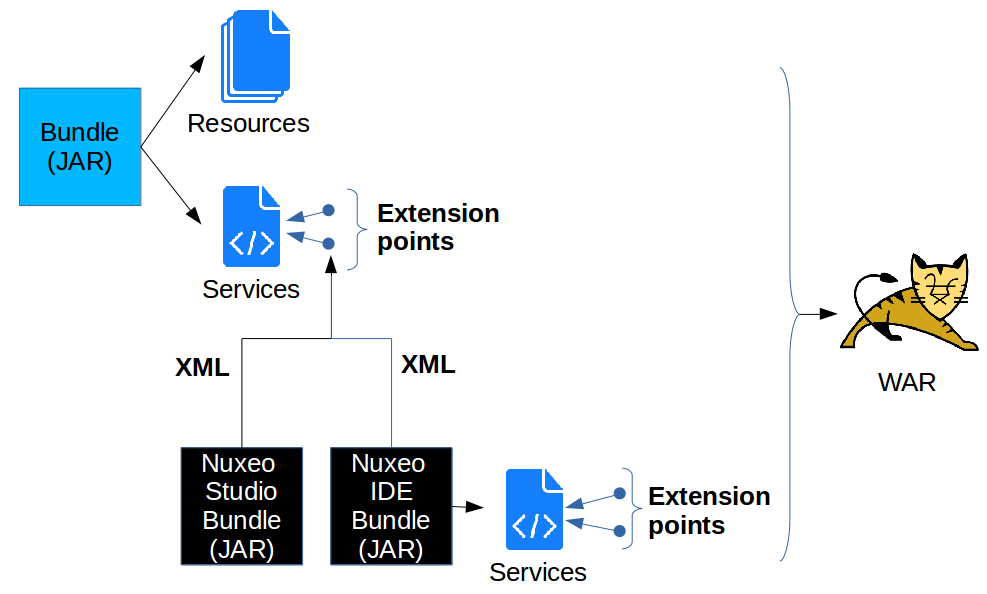 Bundle
(JAR)
Resources
Services
Extension
points
XML
XML
Nuxeo
Studio
Bundle
(JAR)
Nuxeo
IDE
Bundle
(JAR)
Services
Extension
points
WAR